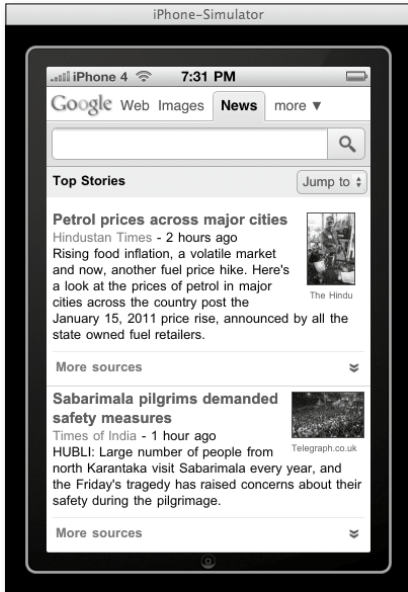 iPhone-Simulator
iPhone 4 7:31 PM
Google Web Images News more ▼
Top Stories Jump to
Petrol prices across major cities
Hindustan Times - 2 hours ago
Rising food inflation, a volatile market
and now, another fuel price hike. Here's
a look at the prices of petrol in major
cities across the country post the
January 15, 2011 price rise, announced by all the
state owned fuel retailers.
The Hindu
More sources
Sabarimala pilgrims demanded
safety measures
Times of India - 1 hour ago
HUBLI: Large number of people from
north Karantaka visit Sabarimala every year, and
the Friday's tragedy has raised concerns about their
safety during the pilgrimage.
Telegraph.co.uk
More sources